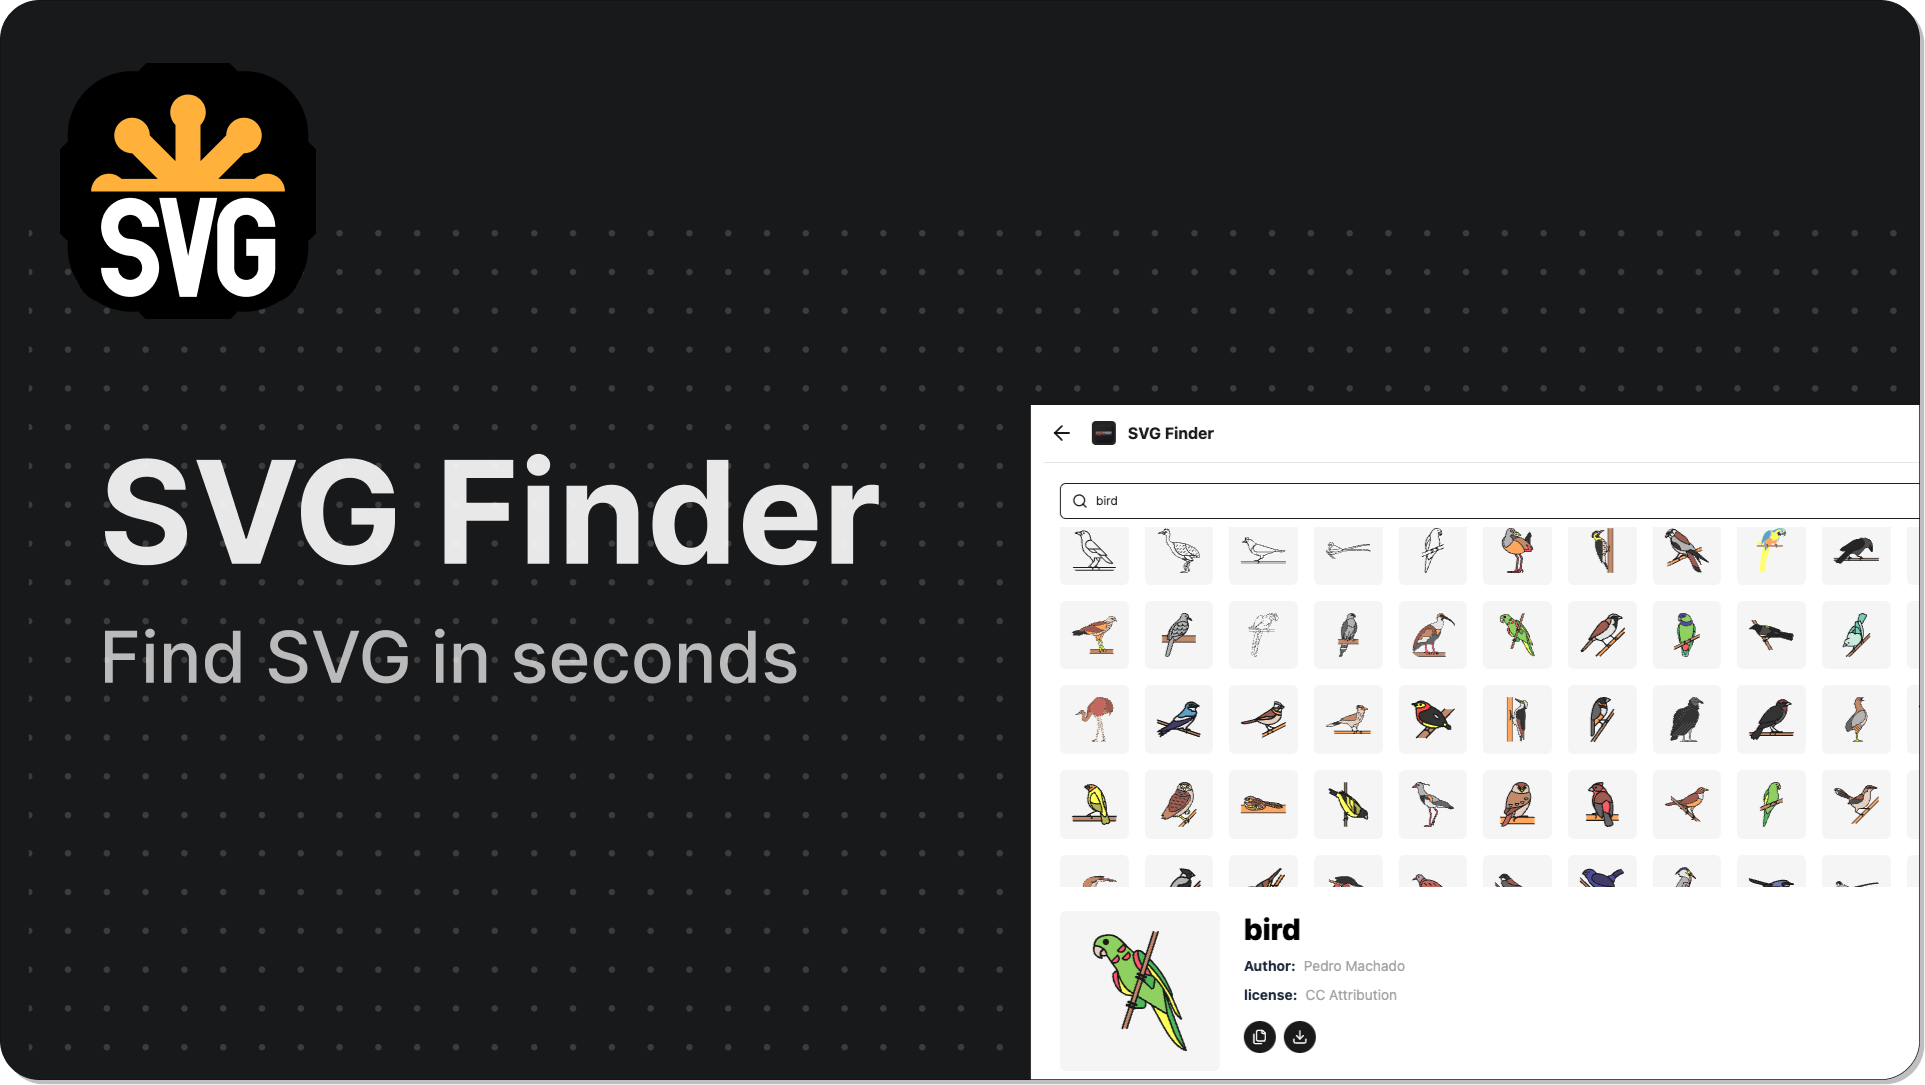 SVG
SVG Finder
Find SVG in seconds
SVG Finder
bird
bird
Author: Pedro Machado
license: CC Attribution